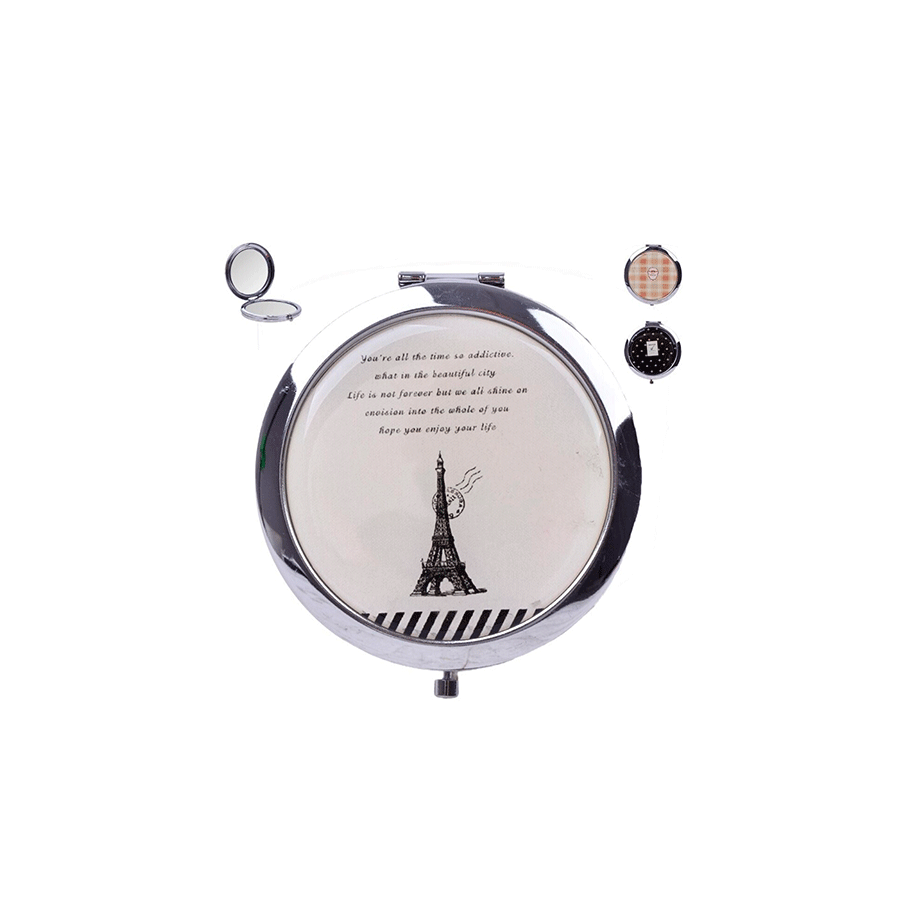 You're all the time so addictive,
what in the beautiful city
Life is not forever but we all shine on
envision into the whole of you
hope you enjoy your life